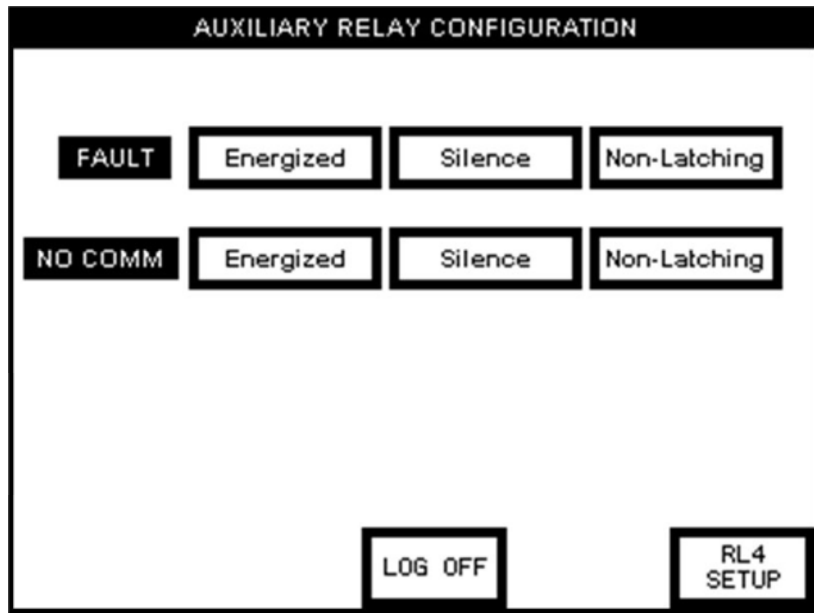 AUXILIARY RELAY CONFIGURATION
FAULT Energized Silence Non-Latching
NO COMM Energized Silence Non-Latching
LOG OFF
RL4
SETUP